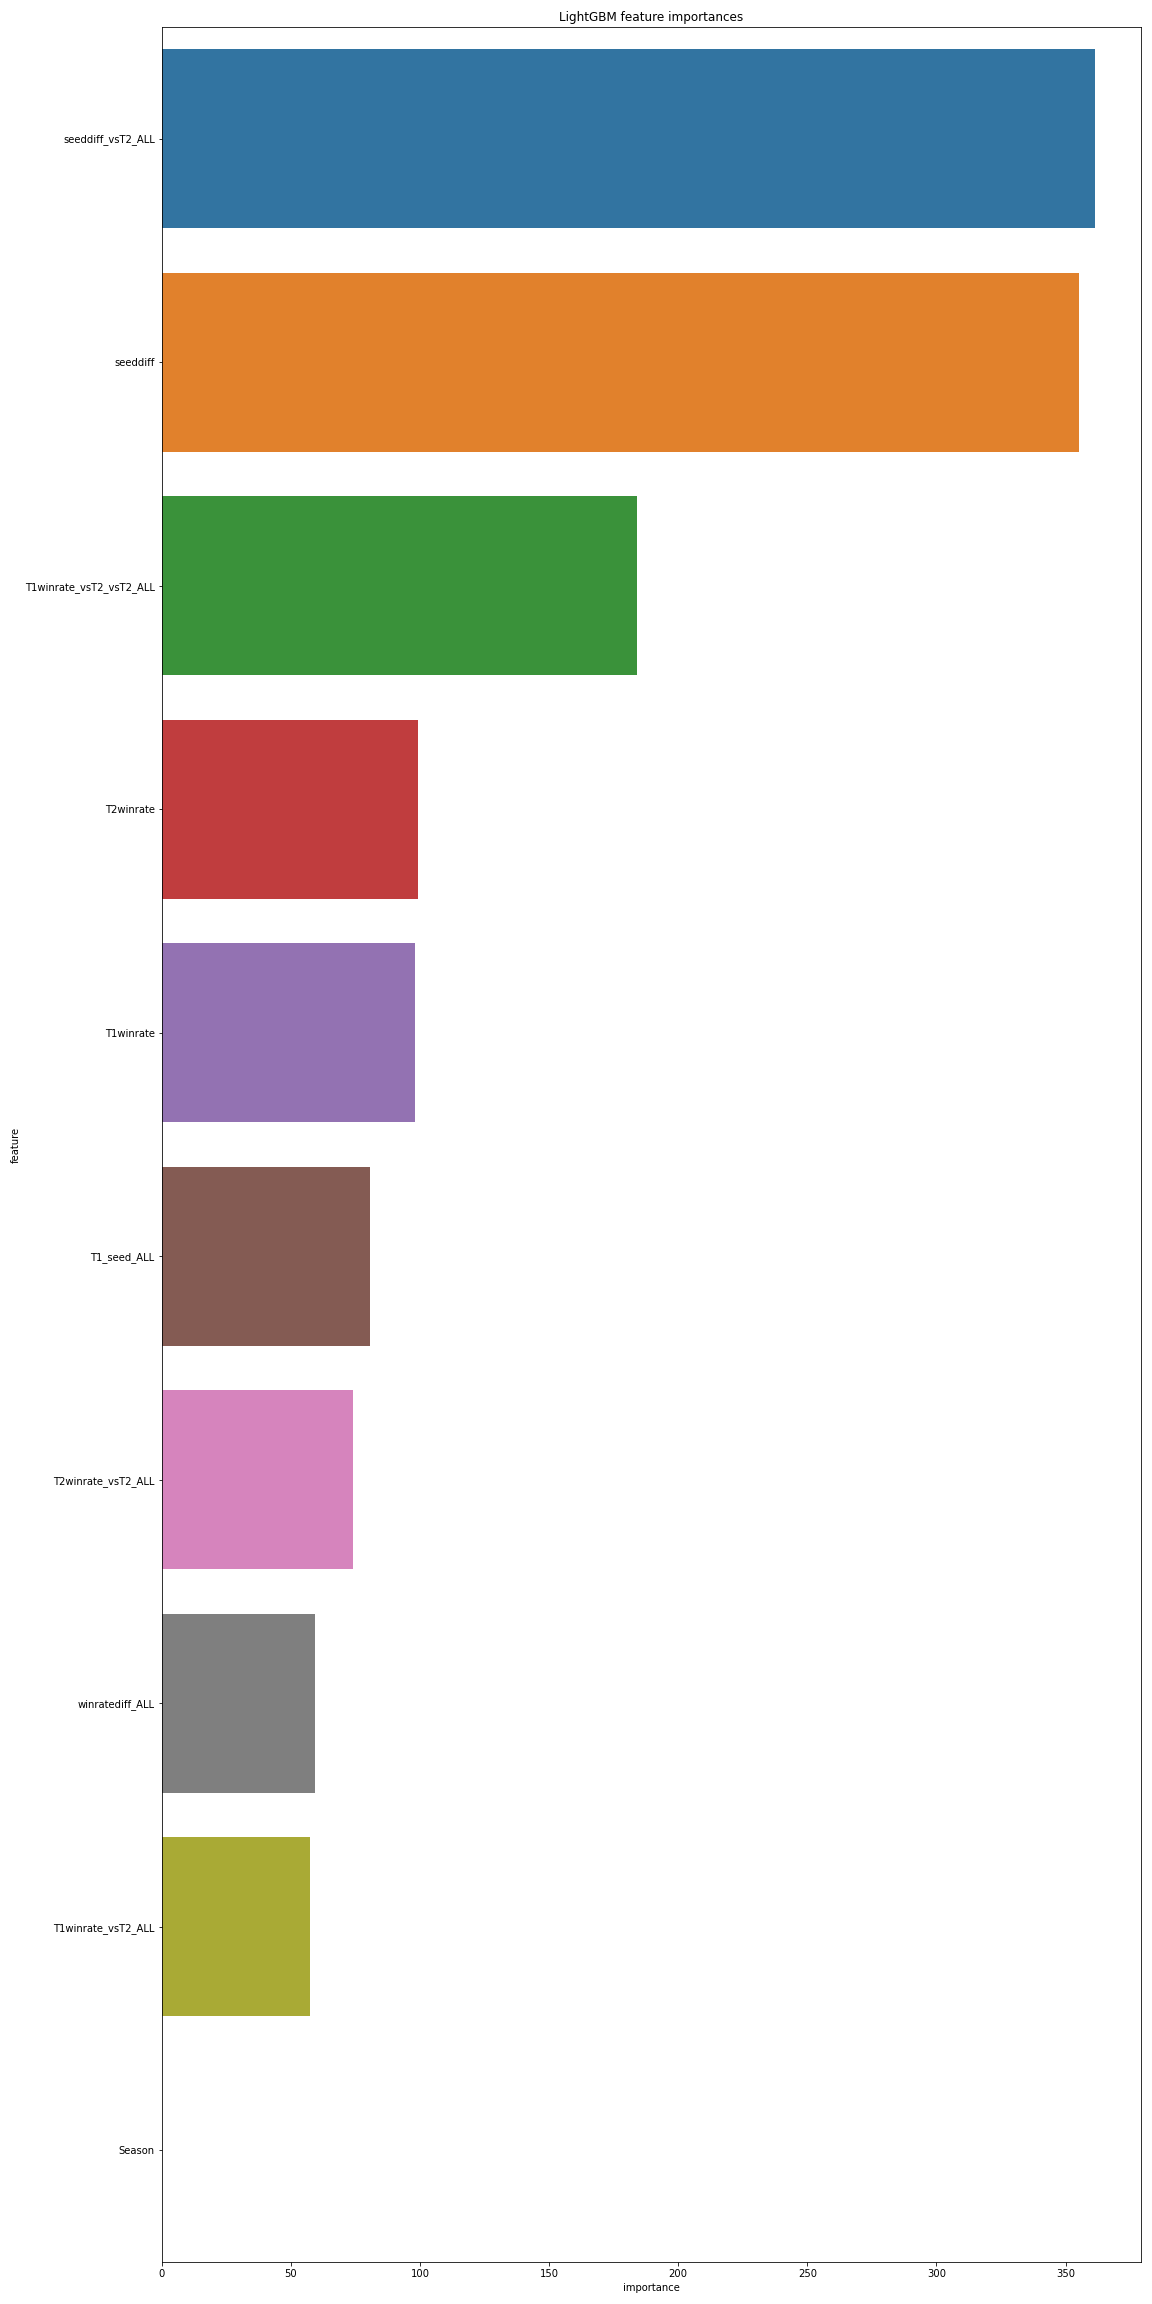 LightGBM feature importances
seeddiff_vsT2_ALL
seeddiff
T1winrate_vsT2_vsT2_ALL
T2winrate
T1winrate
feature
T1_seed_ALL
T2winrate_vsT2_ALL
winratediff_ALL
T1winrate_vsT2_ALL
Season
0 50 100 150 200 250 300 350
importance